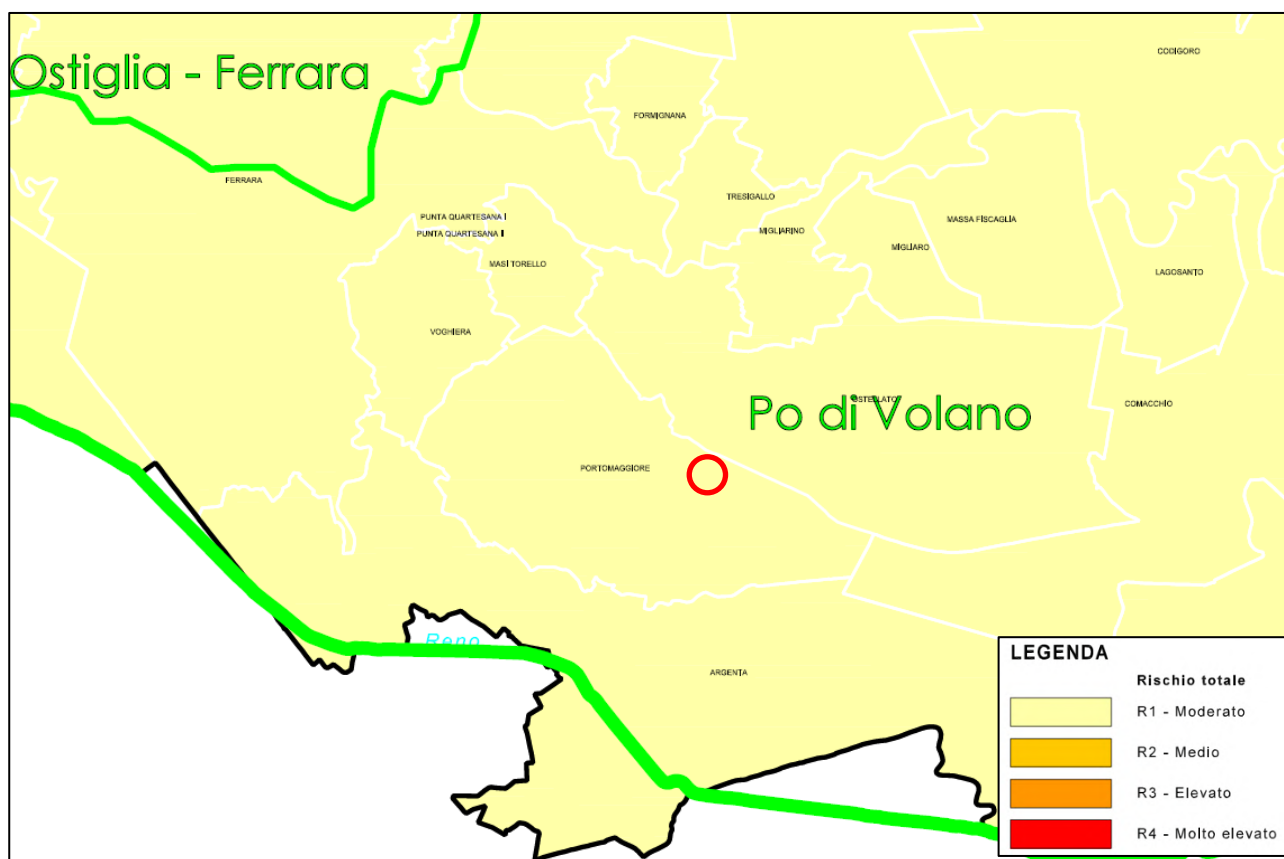 Ostiglia - Ferrara
CODIGORO
FORMIGNANA
FERRARA
TRESIGALLO
PUNTA QUARTESANA I
MASSA FISCAGLIA
PUNTA QUARTESANA II
MIGLIARINO
MIGLIARO
MASI TORELLO
LAGOSANTO
VOGHIERA
OSTELLATO
Po di Volano
COMACCHIO
PORTOMAGGIORE
Reno
ARGENTA
LEGENDA
Rischio totale
R1 - Moderato
R2 - Medio
R3 - Elevato
R4 - Molto elevato